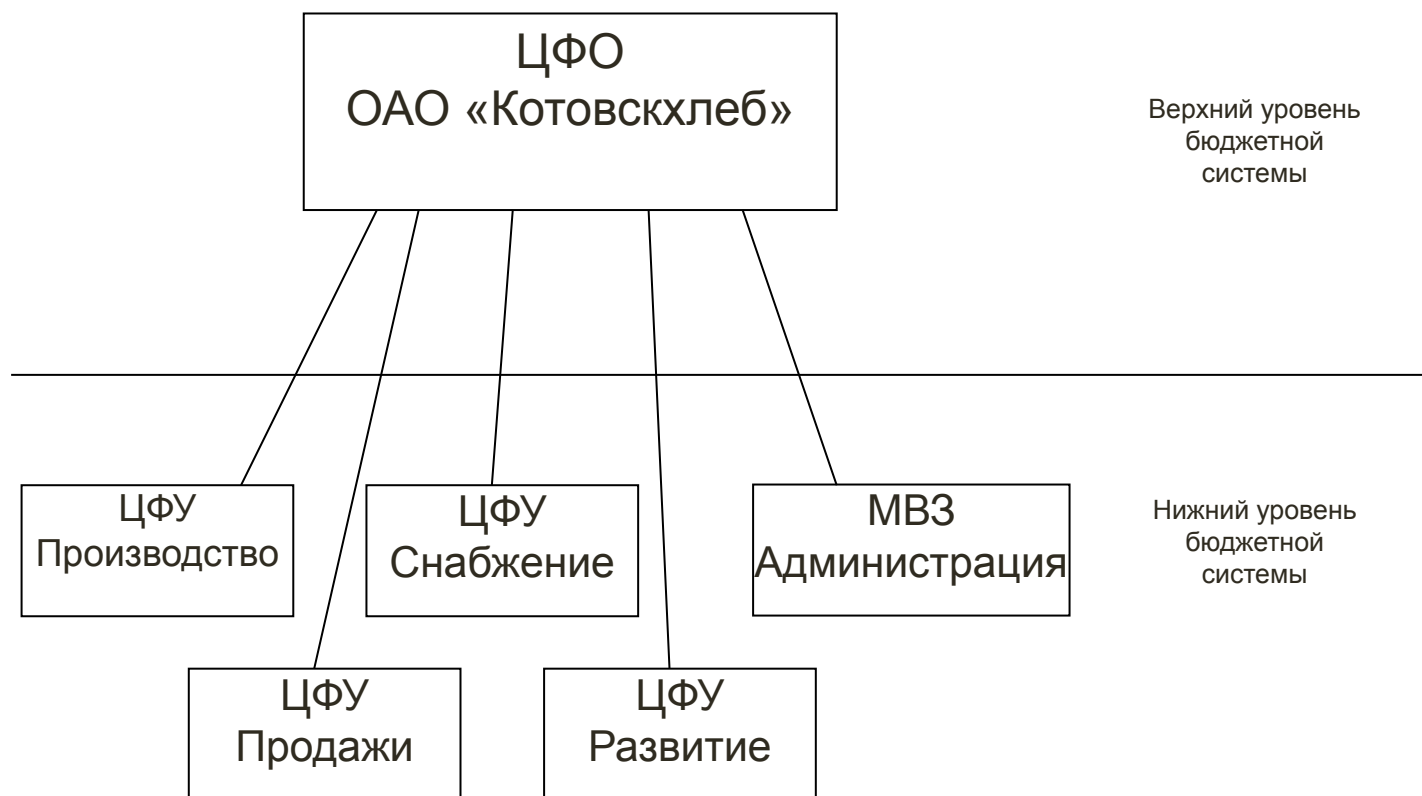 ЦФО
ОАО «Котовскхлеб»
Верхний уровень
бюджетной
системы
ЦФУ
Производство
ЦФУ
Снабжение
МВЗ
Администрация
Нижний уровень
бюджетной
системы
ЦФУ
Продажи
ЦФУ
Развитие